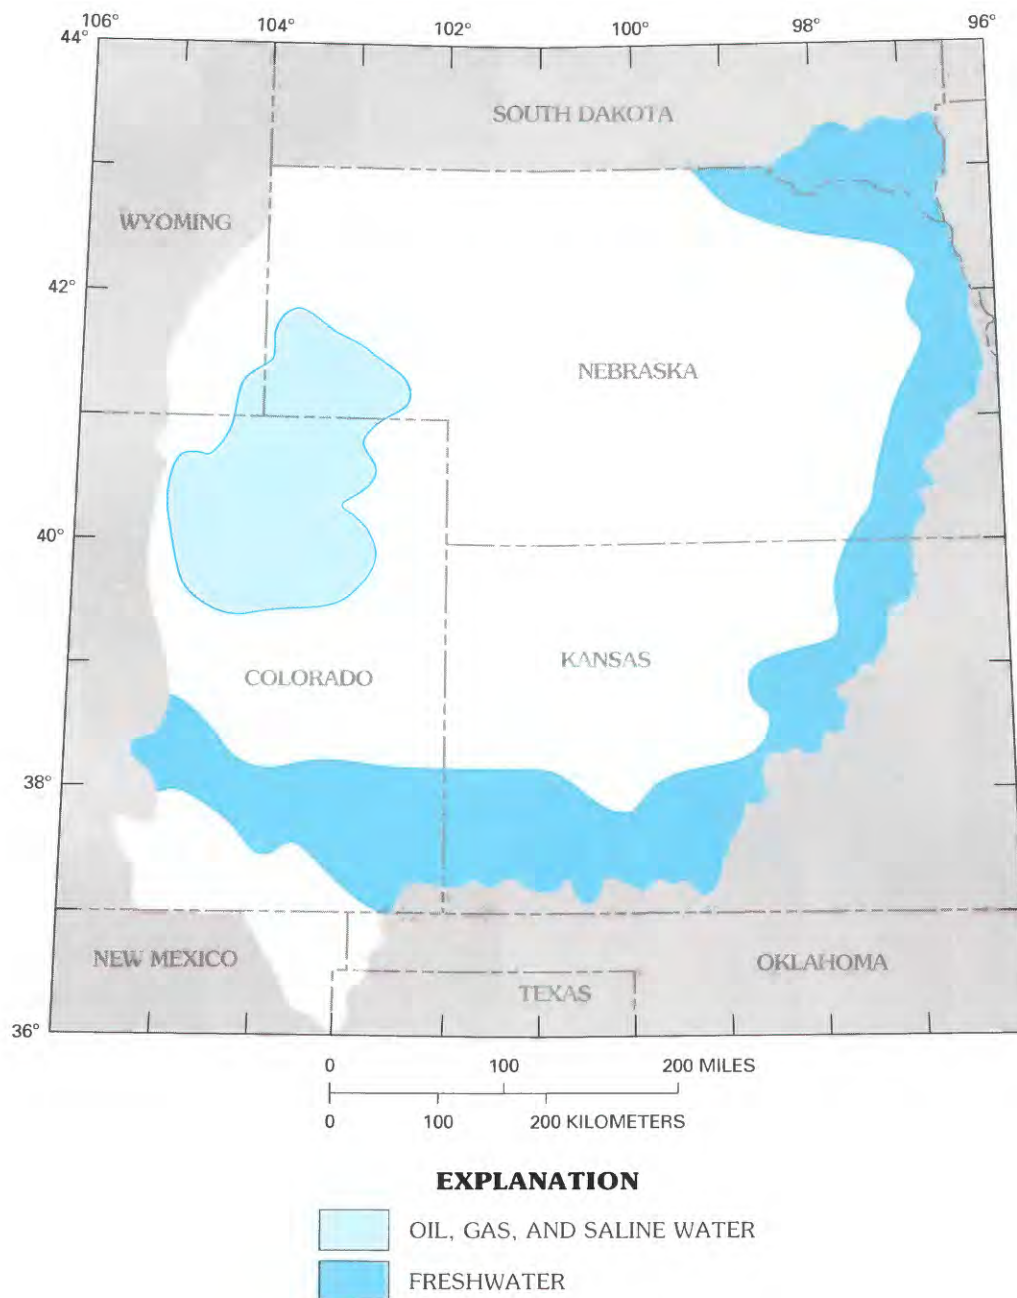 106° 104° 102° 100° 98° 96°
44°
SOUTH DAKOTA
WYOMING
42°
NEBRASKA
40°
KANSAS
COLORADO
38°
NEW MEXICO
OKLAHOMA
TEXAS
36°
0 100 200 MILES
0 100 200 KILOMETERS
EXPLANATION
OIL, GAS, AND SALINE WATER
FRESHWATER